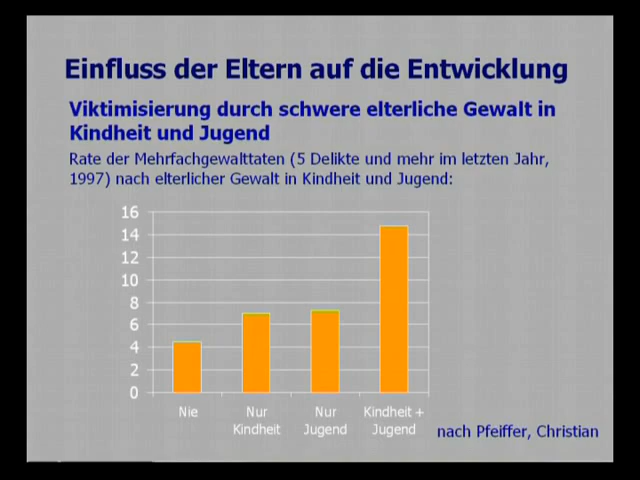 Einfluss der Eltern auf die Entwicklung
Viktimisierung durch schwere elterliche Gewalt in
Kindheit und Jugend
Rate der Mehrfachgewalttaten (5 Delikte und mehr im letzten Jahr,
1997) nach elterlicher Gewalt in Kindheit und Jugend:
16
14
12
10
8
6
4
2
0
Nie
Nur
Kindheit
Nur
Jugend
Kindheit +
Jugend
nach Pfeiffer, Christian